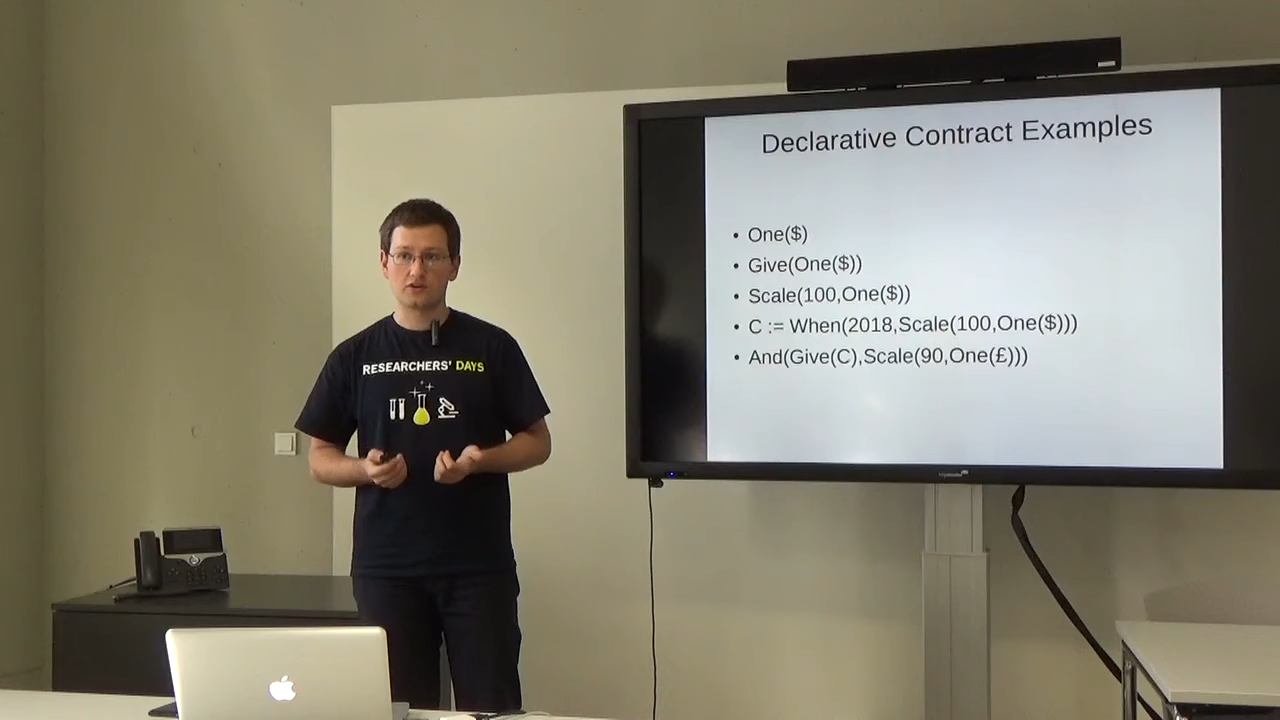 Declarative Contract Examples
• One($)
• Give(One($))
• Scale(100,One($))
• C := When(2018,Scale(100,One($)))
• And(Give(C),Scale(90,One(£)))
RESEARCHERS' DAYS